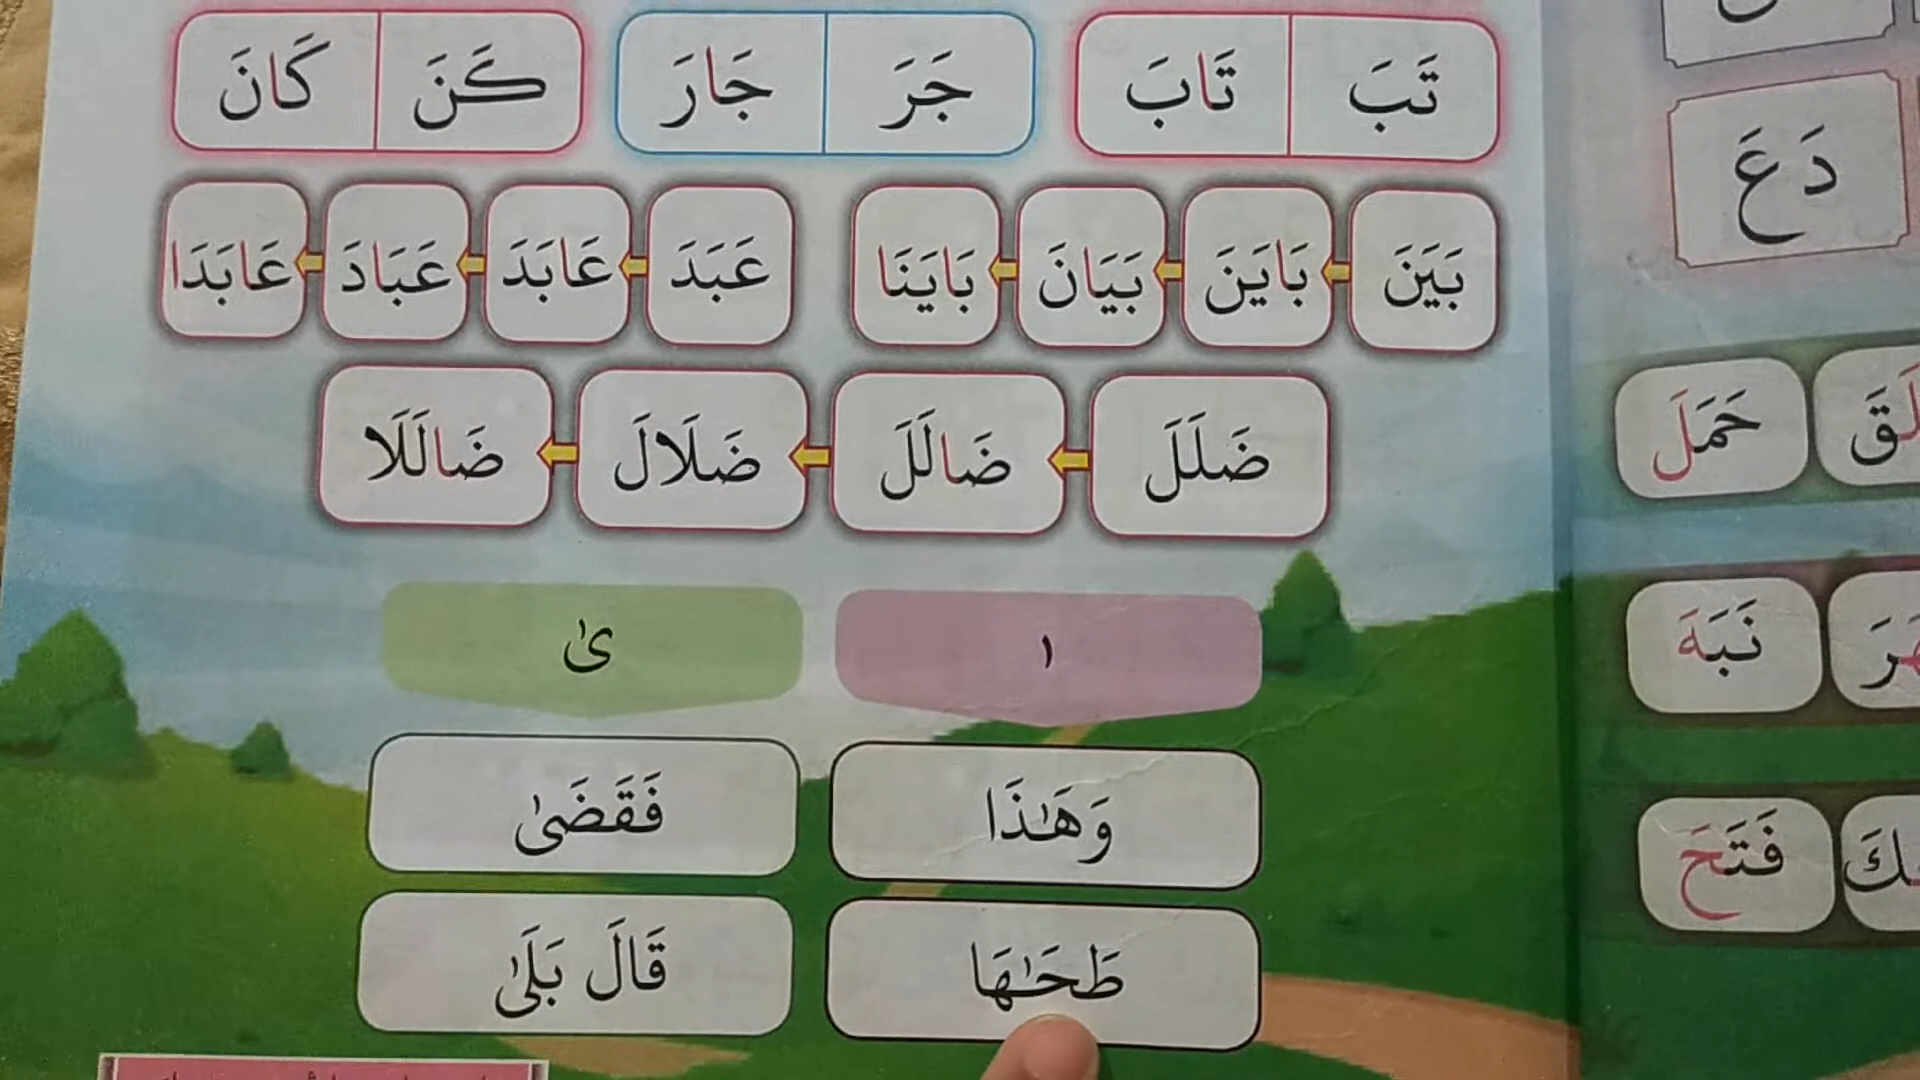 تَبَ تَابَ جَرَ جَارَ كَنَ كَانَ
بَيَنَ بَايَنَ بَيَانَ بَايَنَا عَبَدَ عَابَدَ عَبَادَ عَابَدَا
ضَلَلَ ضَالَلَ ضَلَالَ ضَالَلَا
ا ىٰ
وَهَٰذَا فَقَضَىٰ
طَحَىٰهَا قَالَ بَلَىٰ
دَعَ
حَمَلَ
نَبَهَ
فَتَحَ